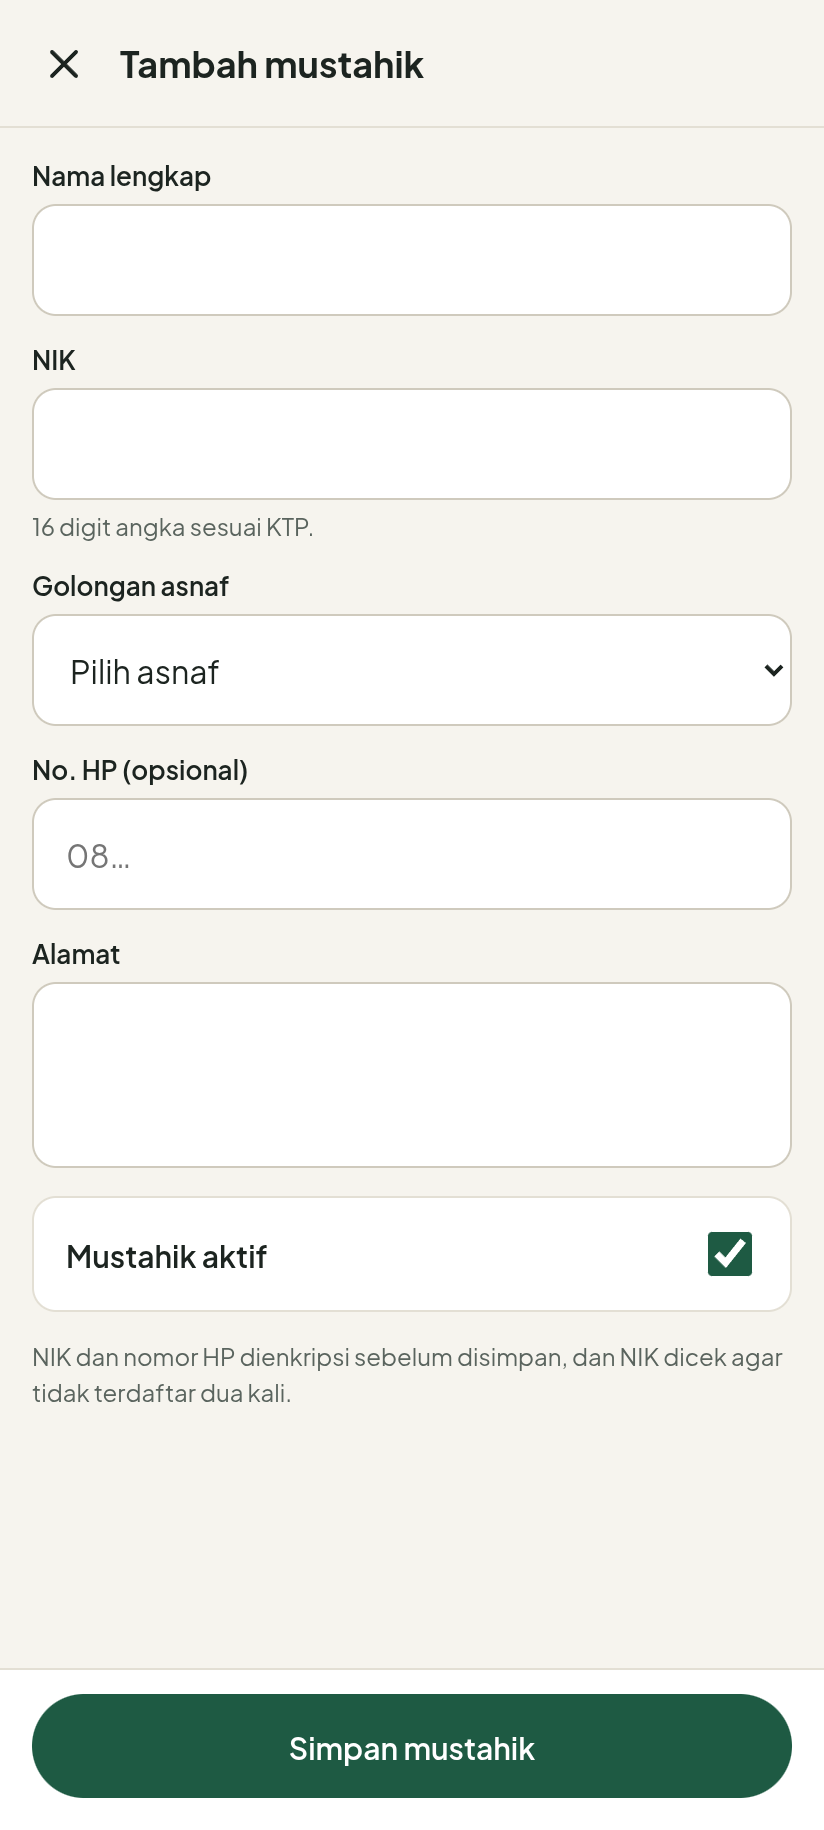 Tambah mustahik
Nama lengkap
NIK
16 digit angka sesuai KTP.
Golongan asnaf
Pilih asnaf
No. HP (opsional)
08...
Alamat
Mustahik aktif
NIK dan nomor HP dienkripsi sebelum disimpan, dan NIK dicek agar
tidak terdaftar dua kali.
Simpan mustahik